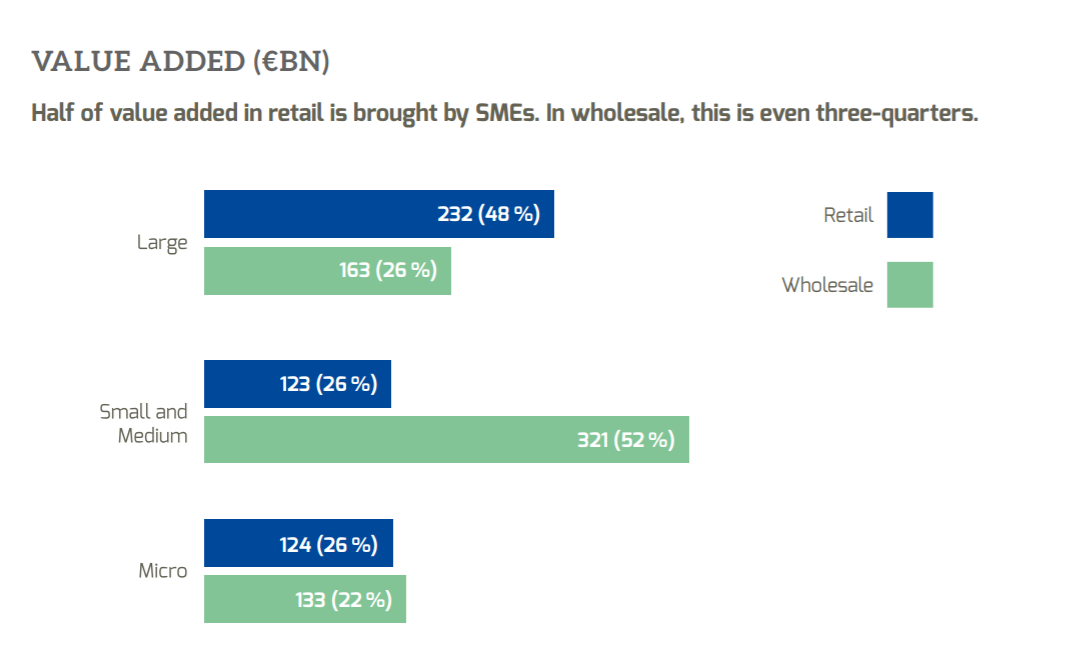 VALUE ADDED (€BN)
Half of value added in retail is brought by SMEs. In wholesale, this is even three-quarters.
Large
232 (48 %)
163 (26 %)
Retail
Wholesale
Small and
Medium
123 (26 %)
321 (52 %)
Micro
124 (26 %)
133 (22 %)